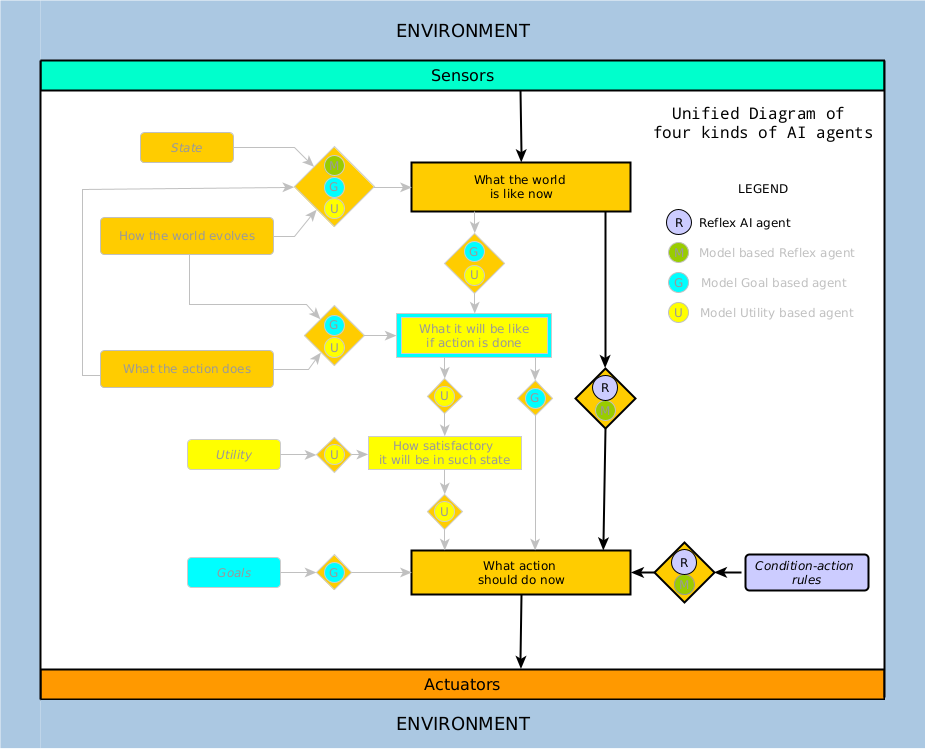 ENVIRONMENT
Sensors
Unified Diagram of
four kinds of AI agents
State
M
G
U
What the world
is like now
LEGEND
R Reflex AI agent
M Model based Reflex agent
G Model Goal based agent
U Model Utility based agent
How the world evolves
G
U
G
U
What it will be like
if action is done
What the action does
U
G
R
M
Utility
U
How satisfactory
it will be in such state
U
Goals
G
What action
should do now
R
M
Condition-action
rules
Actuators
ENVIRONMENT